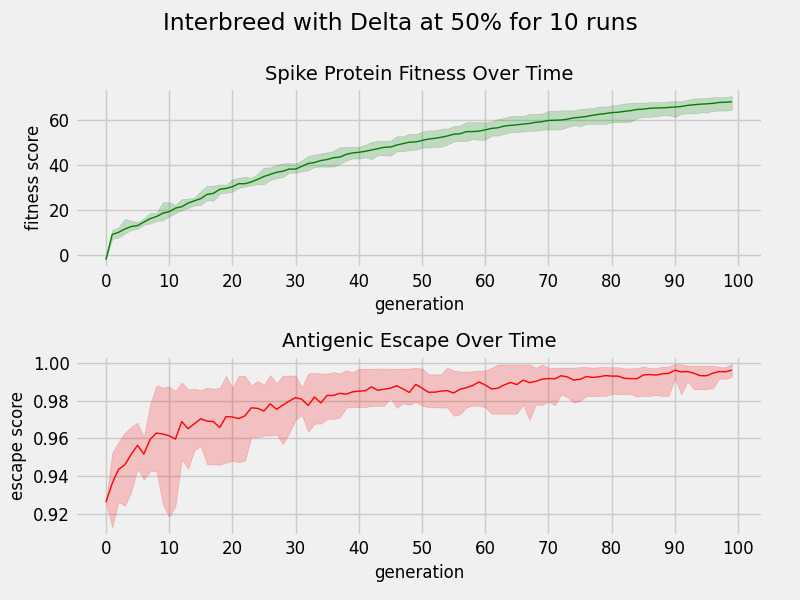 Interbreed with Delta at 50% for 10 runs
Spike Protein Fitness Over Time
fitness score
60
40
20
0
0 10 20 30 40 50 60 70 80 90 100
generation
Antigenic Escape Over Time
escape score
1.00
0.98
0.96
0.94
0.92
0 10 20 30 40 50 60 70 80 90 100
generation